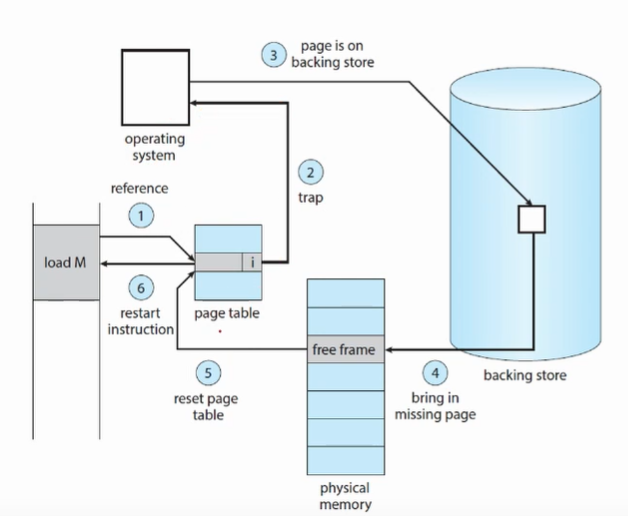 3
page is on
backing store
operating
system
reference
1
2
trap
load M
i
6
restart
instruction
page table
free frame
5
reset page
table
4
bring in
missing page
backing store
physical
memory